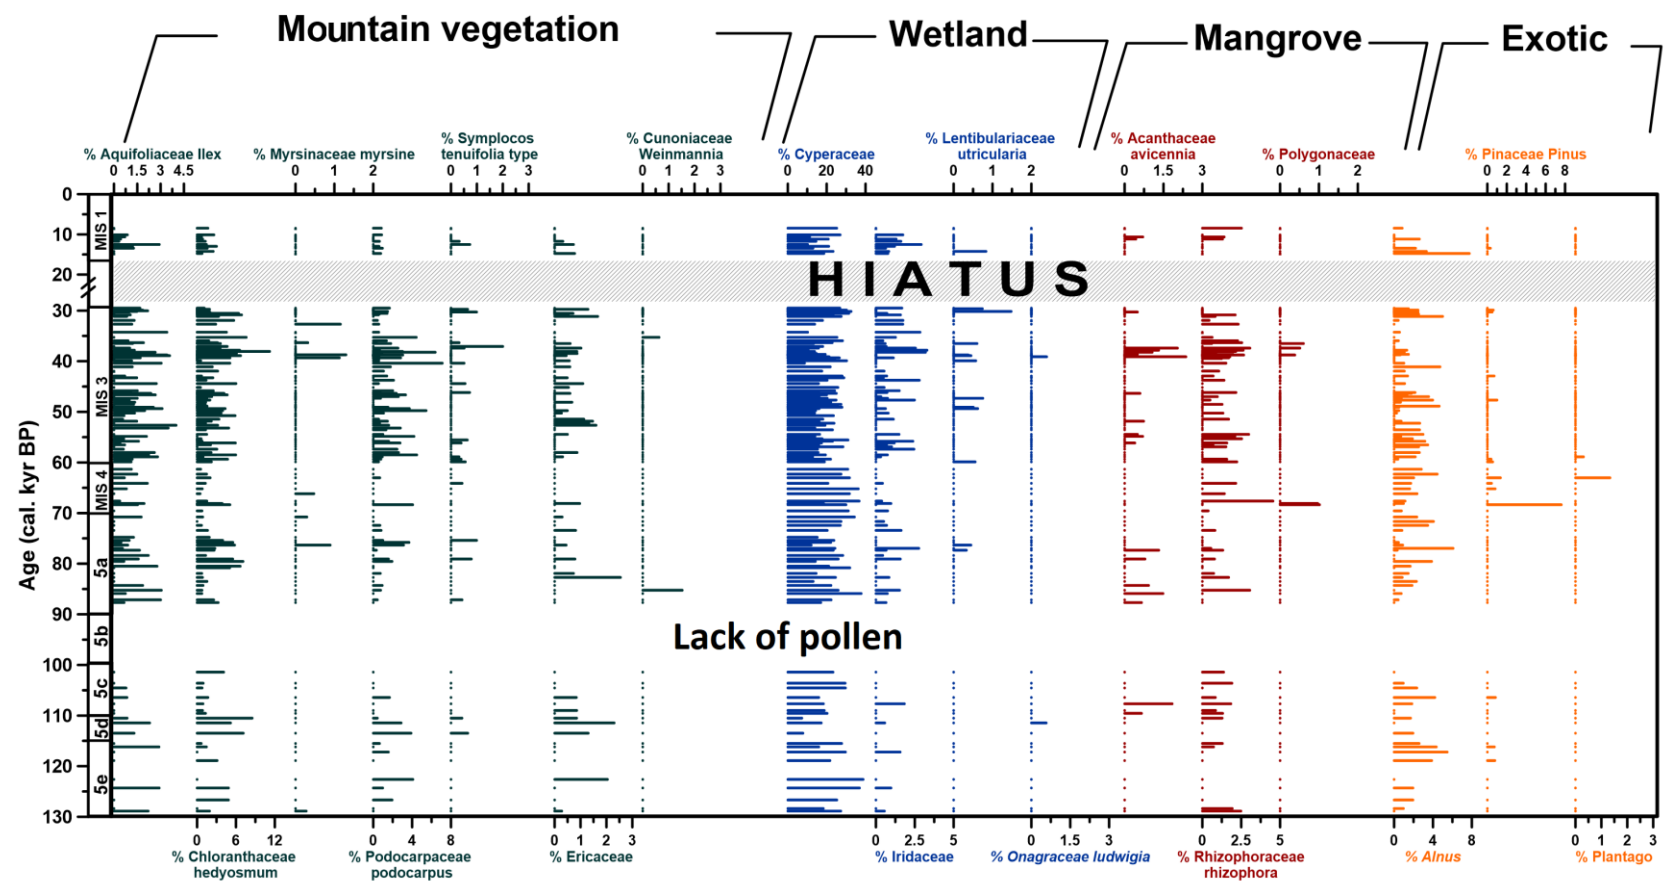 Mountain vegetation
Wetland
Mangrove
Exotic
% Aquifoliaceae Ilex
% Myrsinaceae myrsine
% Symplocos
tenuifolia type
% Cunoniaceae
Weinmannia
% Cyperaceae
% Lentibulariaceae
utricularia
% Acanthaceae
avicennia
% Polygonaceae
% Pinaceae Pinus
0 1.5 3 4.5
0 1 2
0 1 2 3
0 1 2 3
0 20 40
0 1 2
0 1.5 3
0 1 2
0 2 4 6 8
Age (cal. kyr BP)
0
10
20
30
40
50
60
70
80
90
100
110
120
130
MIS 1
MIS 3
MIS 4
5a
5b
5c
5d
5e
HIATUS
Lack of pollen
0 6 12
0 4 8
0 1 2 3
0 2.5 5
0 1.5 3
0 2.5 5
0 4 8
0 1 2 3
% Chloranthaceae
hedyosmum
% Podocarpaceae
podocarpus
% Ericaceae
% Iridaceae
% Onagraceae ludwigia
% Rhizophoraceae
rhizophora
% Alnus
% Plantago